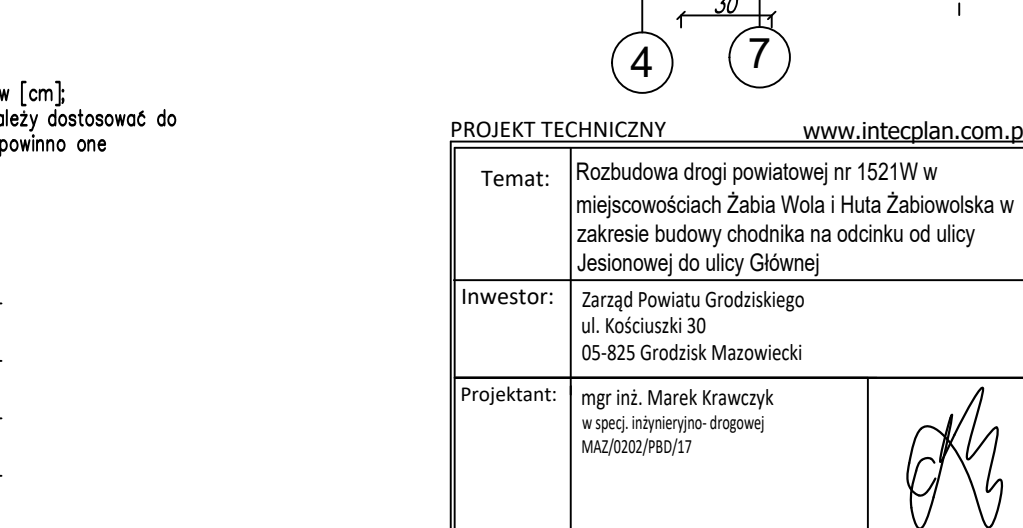 30
4
7
w [cm];
ależy dostosować do
powinno one
PROJEKT TECHNICZNY
www.intecplan.com.p
Temat:
Rozbudowa drogi powiatowej nr 1521W w
miejscowościach Żabia Wola i Huta Żabiowolska w
zakresie budowy chodnika na odcinku od ulicy
Jesionowej do ulicy Głównej
Inwestor:
Zarząd Powiatu Grodziskiego
ul. Kościuszki 30
05-825 Grodzisk Mazowiecki
Projektant:
mgr inż. Marek Krawczyk
w specj. inżynieryjno- drogowej
MAZ/0202/PBD/17